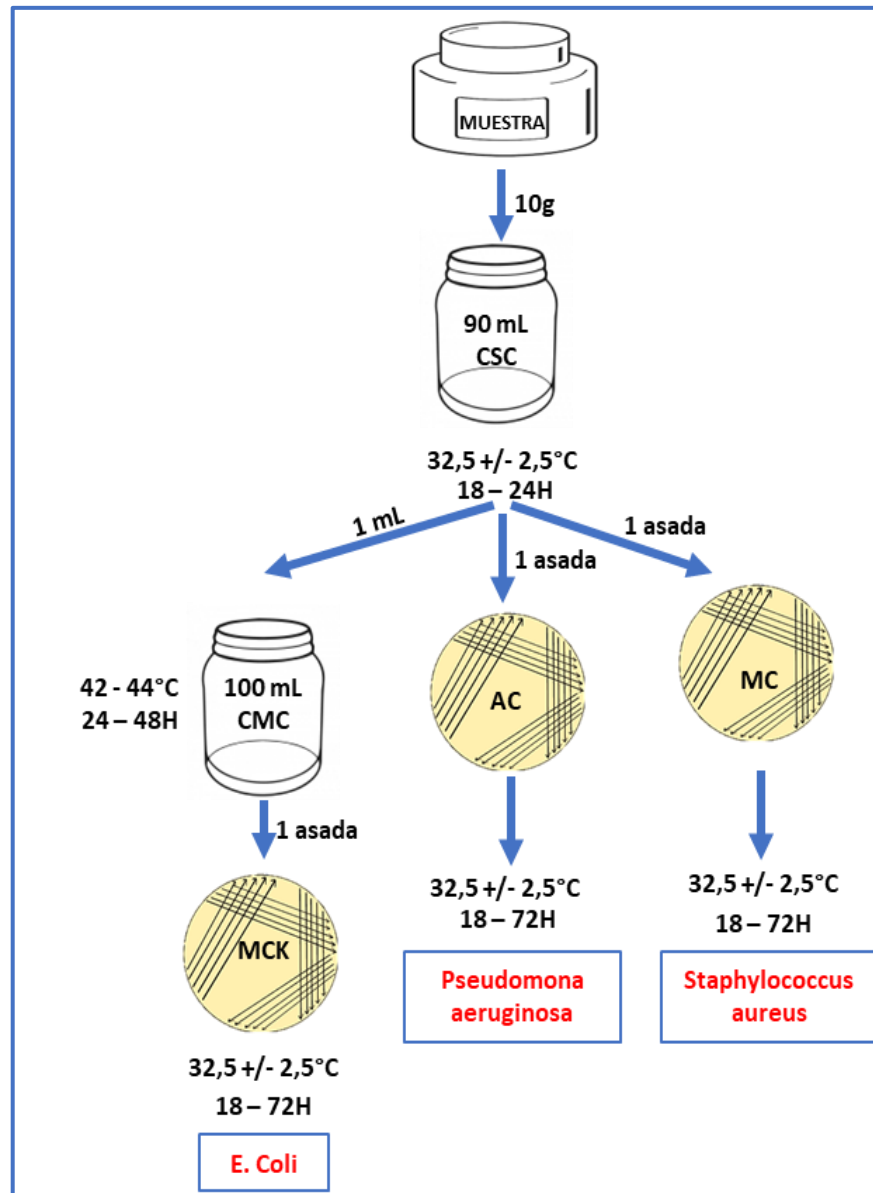 MUESTRA
10g
90 mL
CSC
32,5 +/- 2,5°C
18 – 24H
1 mL
1 asada
1 asada
42 - 44°C
24 – 48H
100 mL
CMC
AC
MC
1 asada
MCK
32,5 +/- 2,5°C
18 – 72H
E. Coli
32,5 +/- 2,5°C
18 – 72H
Pseudomona
aeruginosa
32,5 +/- 2,5°C
18 – 72H
Staphylococcus
aureus